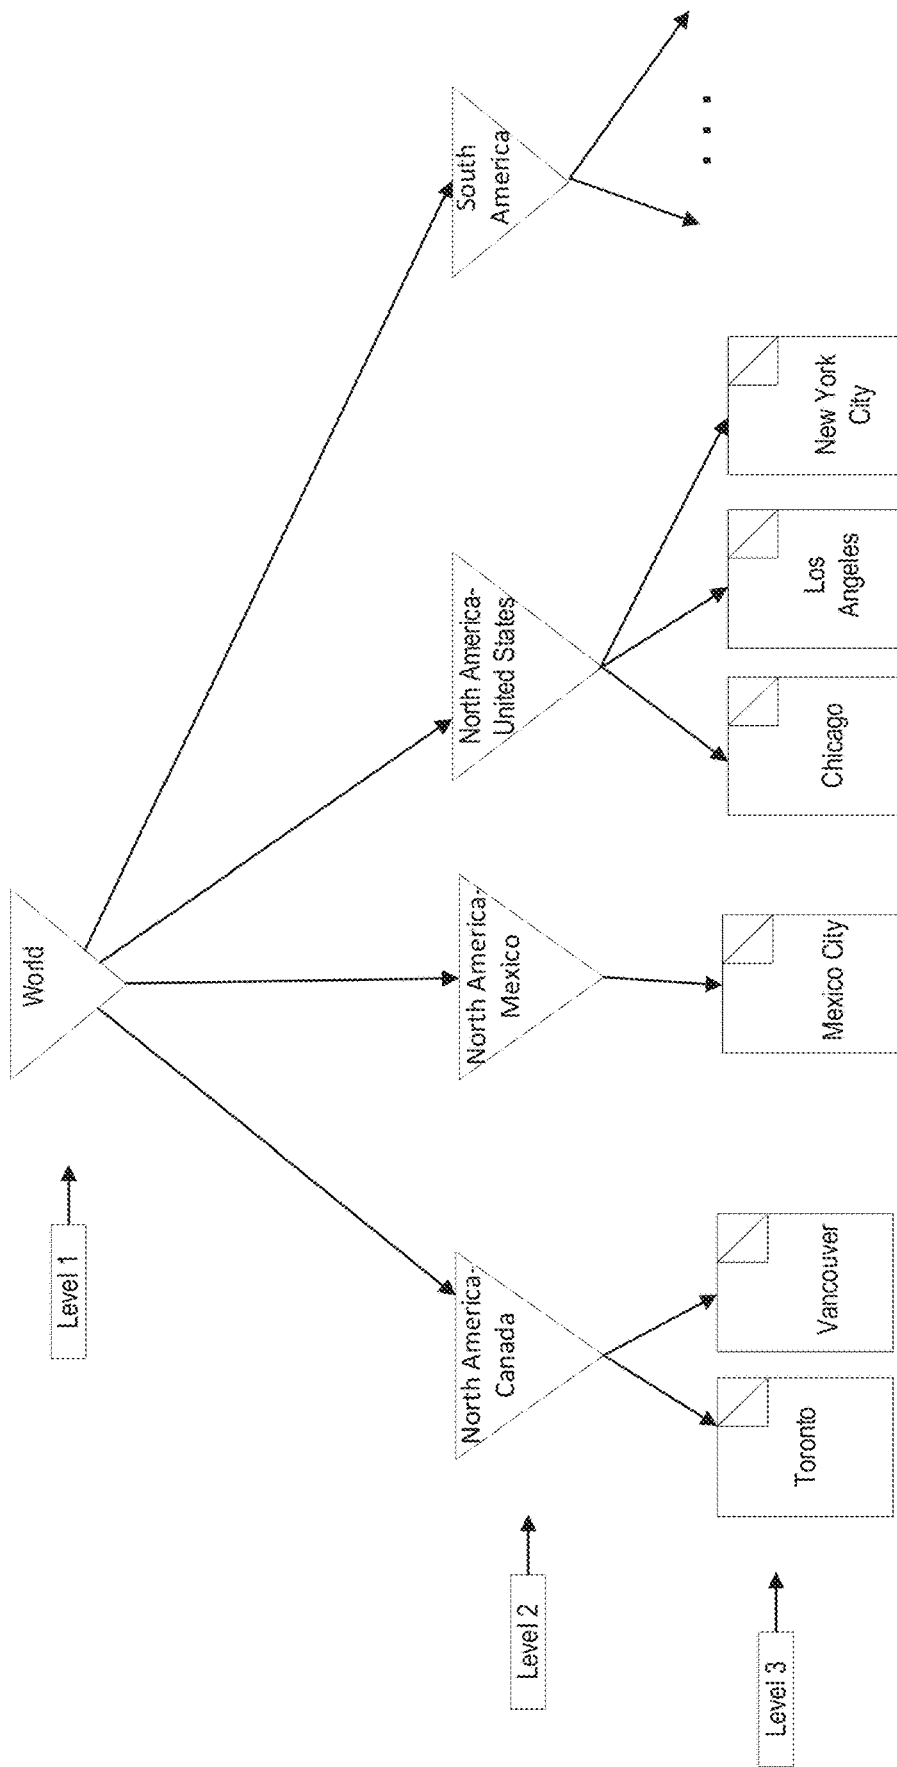 World
Level 1
North America-
Canada
North America-
Mexico
North America-
United States
South
America
Level 2
Toronto
Vancouver
Mexico City
Chicago
Los
Angeles
New York
City
Level 3